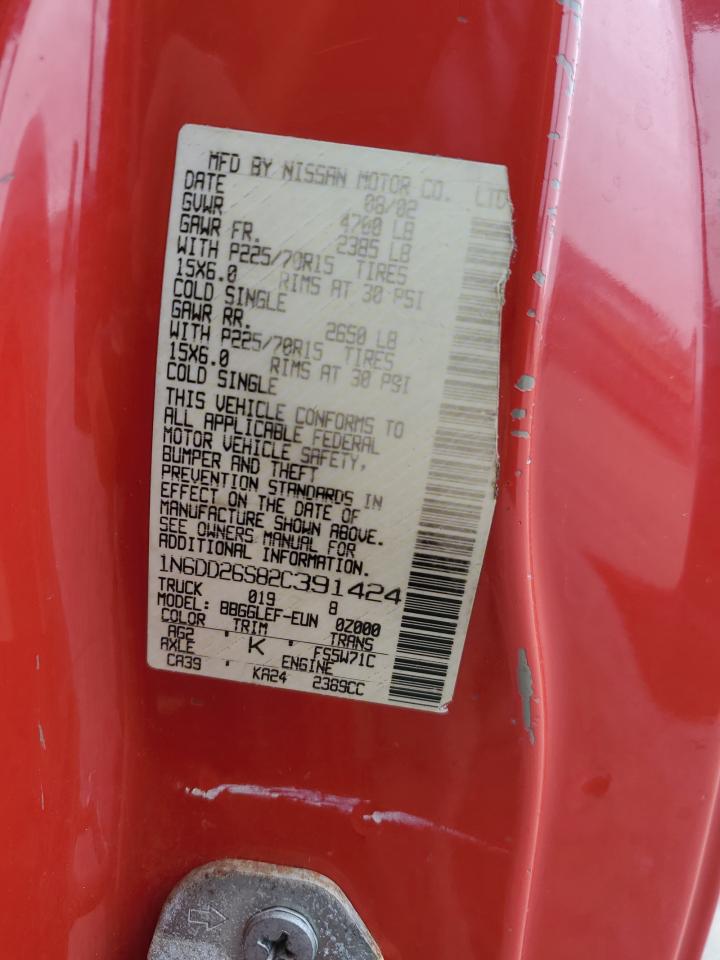 MFD BY NISSAN MOTOR CO. LTD
DATE 08/02
GVWR 4700 LB
GAWR FR. 2385 LB
WITH P225/70R15 TIRES
15X6.0 RIMS AT 30 PSI
COLD SINGLE
GAWR RR. 2650 LB
WITH P225/70R15 TIRES
15X6.0 RIMS AT 30 PSI
COLD SINGLE
THIS VEHICLE CONFORMS TO
ALL APPLICABLE FEDERAL
MOTOR VEHICLE SAFETY,
BUMPER AND THEFT
PREVENTION STANDARDS IN
EFFECT ON THE DATE OF
MANUFACTURE SHOWN ABOVE.
SEE OWNERS MANUAL FOR
ADDITIONAL INFORMATION.
1N6DD26S82C391424
TRUCK 019 8
MODEL: BBGGLEF-EUN 0Z000
COLOR TRIM TRANS
AG2 K FS5W71C
AXLE ENGINE
CA39 KA24 2369CC